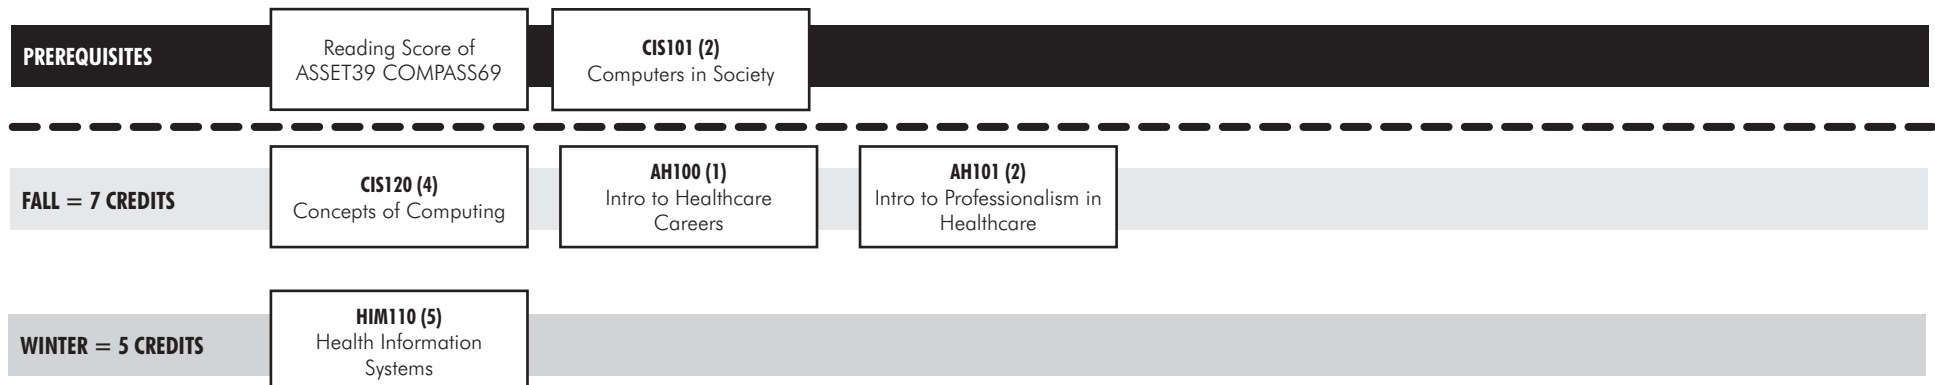 PREREQUISITES
Reading Score of
ASSET39 COMPASS69
CIS101 (2)
Computers in Society
FALL = 7 CREDITS
CIS120 (4)
Concepts of Computing
AH100 (1)
Intro to Healthcare
Careers
AH101 (2)
Intro to Professionalism in
Healthcare
WINTER = 5 CREDITS
HIM110 (5)
Health Information
Systems